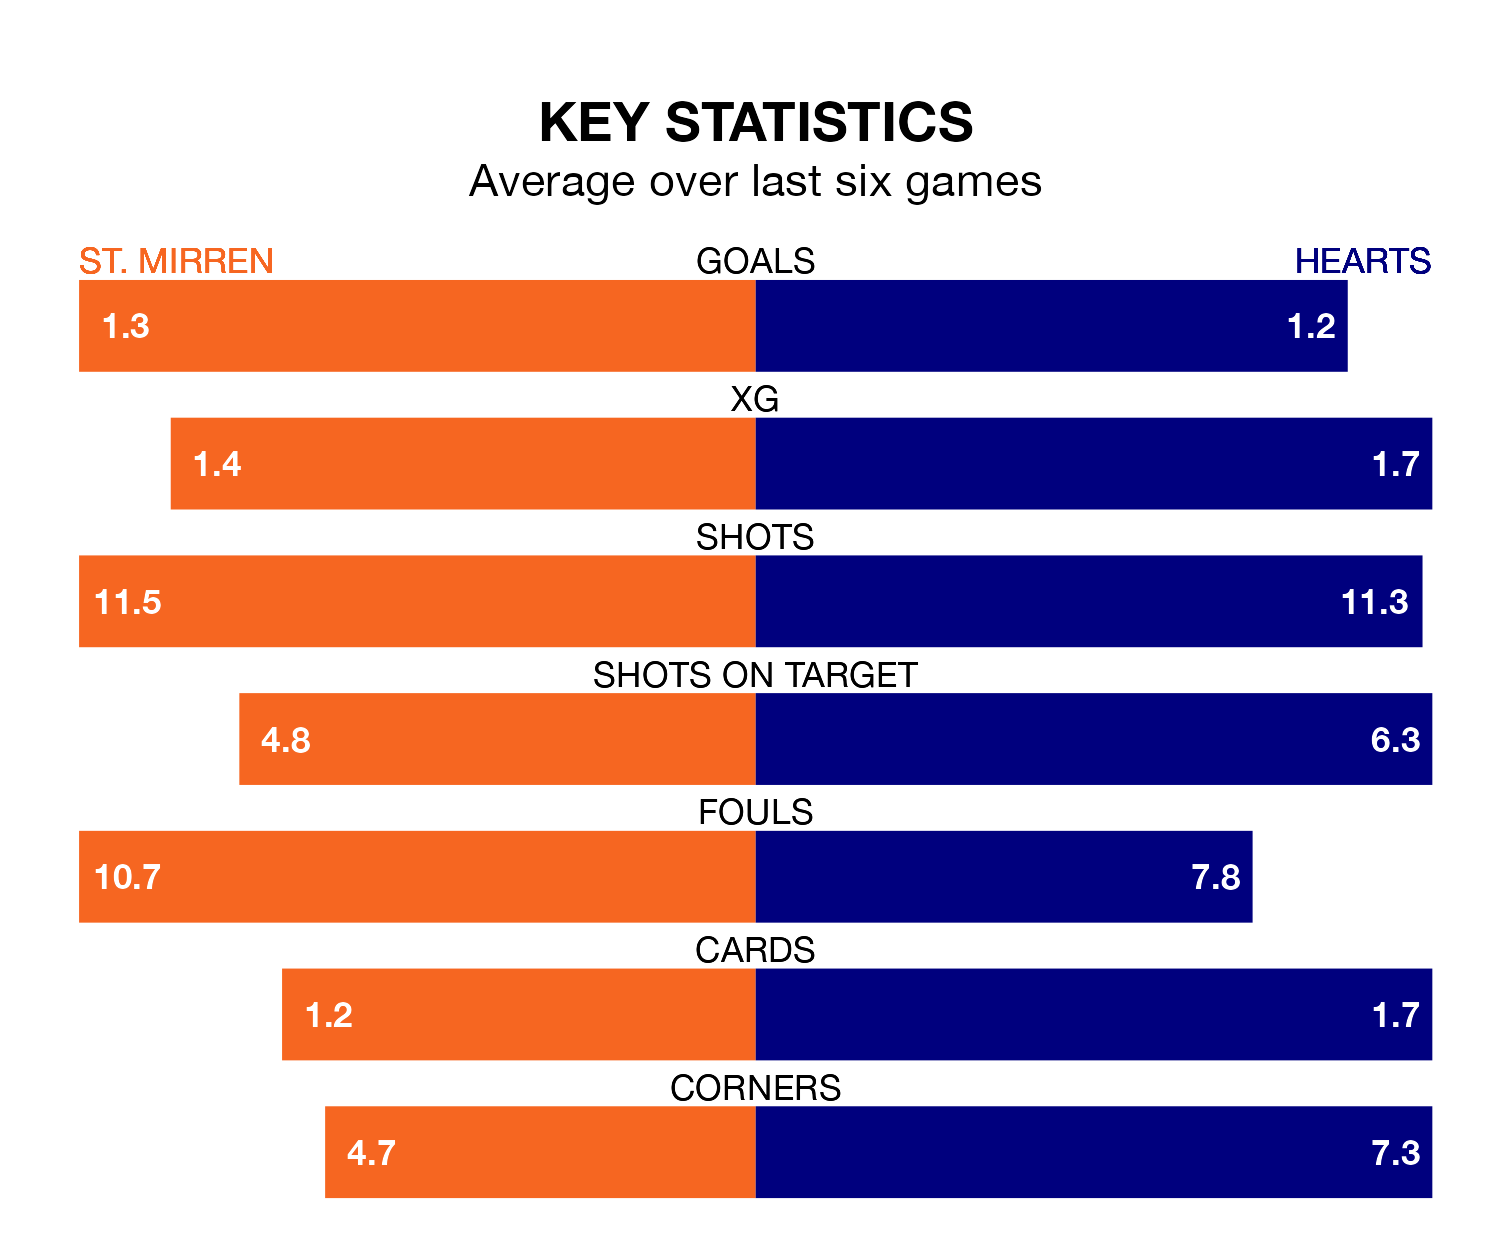 KEY STATISTICS
Average over last six games
ST. MIRREN GOALS HEARTS
1.3 1.2
XG
1.4 1.7
SHOTS
11.5 11.3
SHOTS ON TARGET
4.8 6.3
FOULS
10.7 7.8
CARDS
1.2 1.7
CORNERS
4.7 7.3